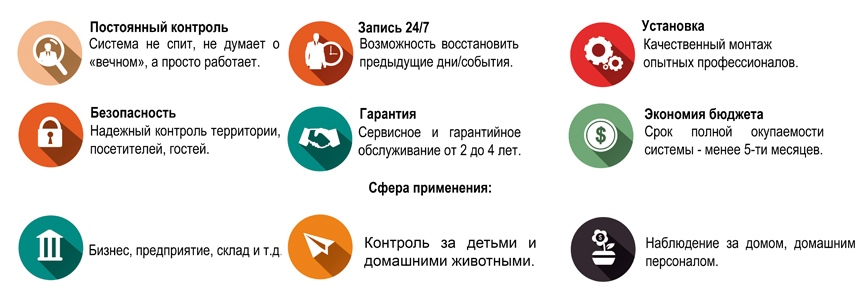 Постоянный контроль
Система не спит, не думает о
«вечном», а просто работает.
Запись 24/7
Возможность восстановить
предыдущие дни/события.
Установка
Качественный монтаж
опытных профессионалов.
Безопасность
Надежный контроль территории,
посетителей, гостей.
Гарантия
Сервисное и гарантийное
обслуживание от 2 до 4 лет.
Экономия бюджета
Срок полной окупаемости
системы - менее 5-ти месяцев.
Сфера применения:
Бизнес, предприятие, склад и т.д.
Контроль за детьми и
домашними животными.
Наблюдение за домом, домашним
персоналом.